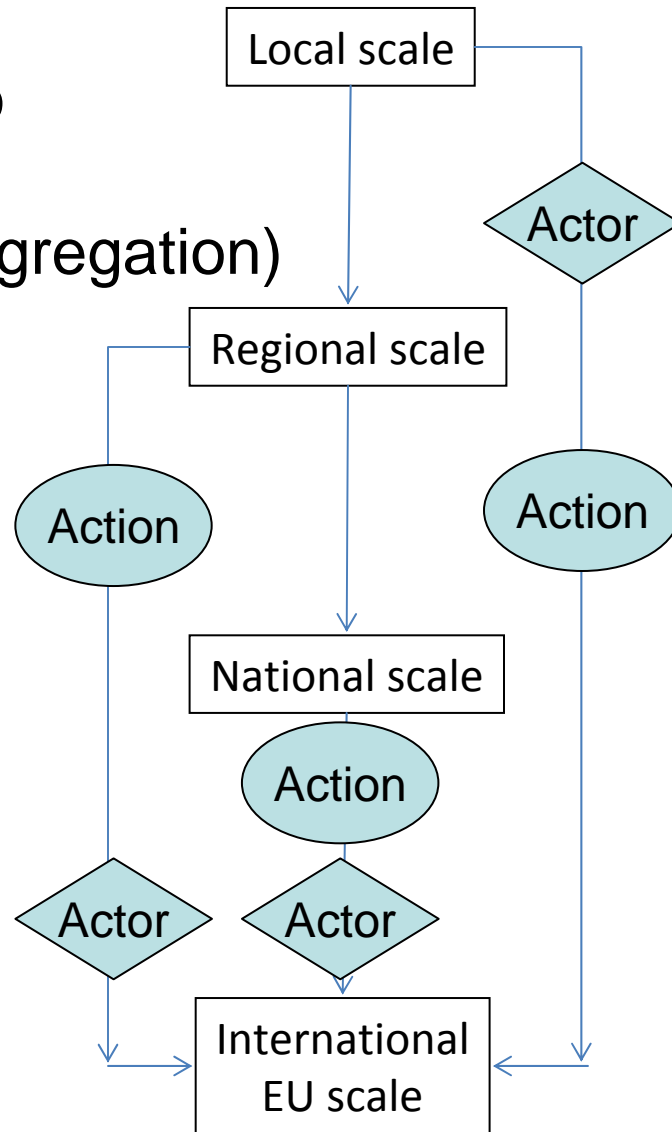 Local scale
Actor
gregation)
Regional scale
Action
Action
National scale
Action
Actor
Actor
International
EU scale